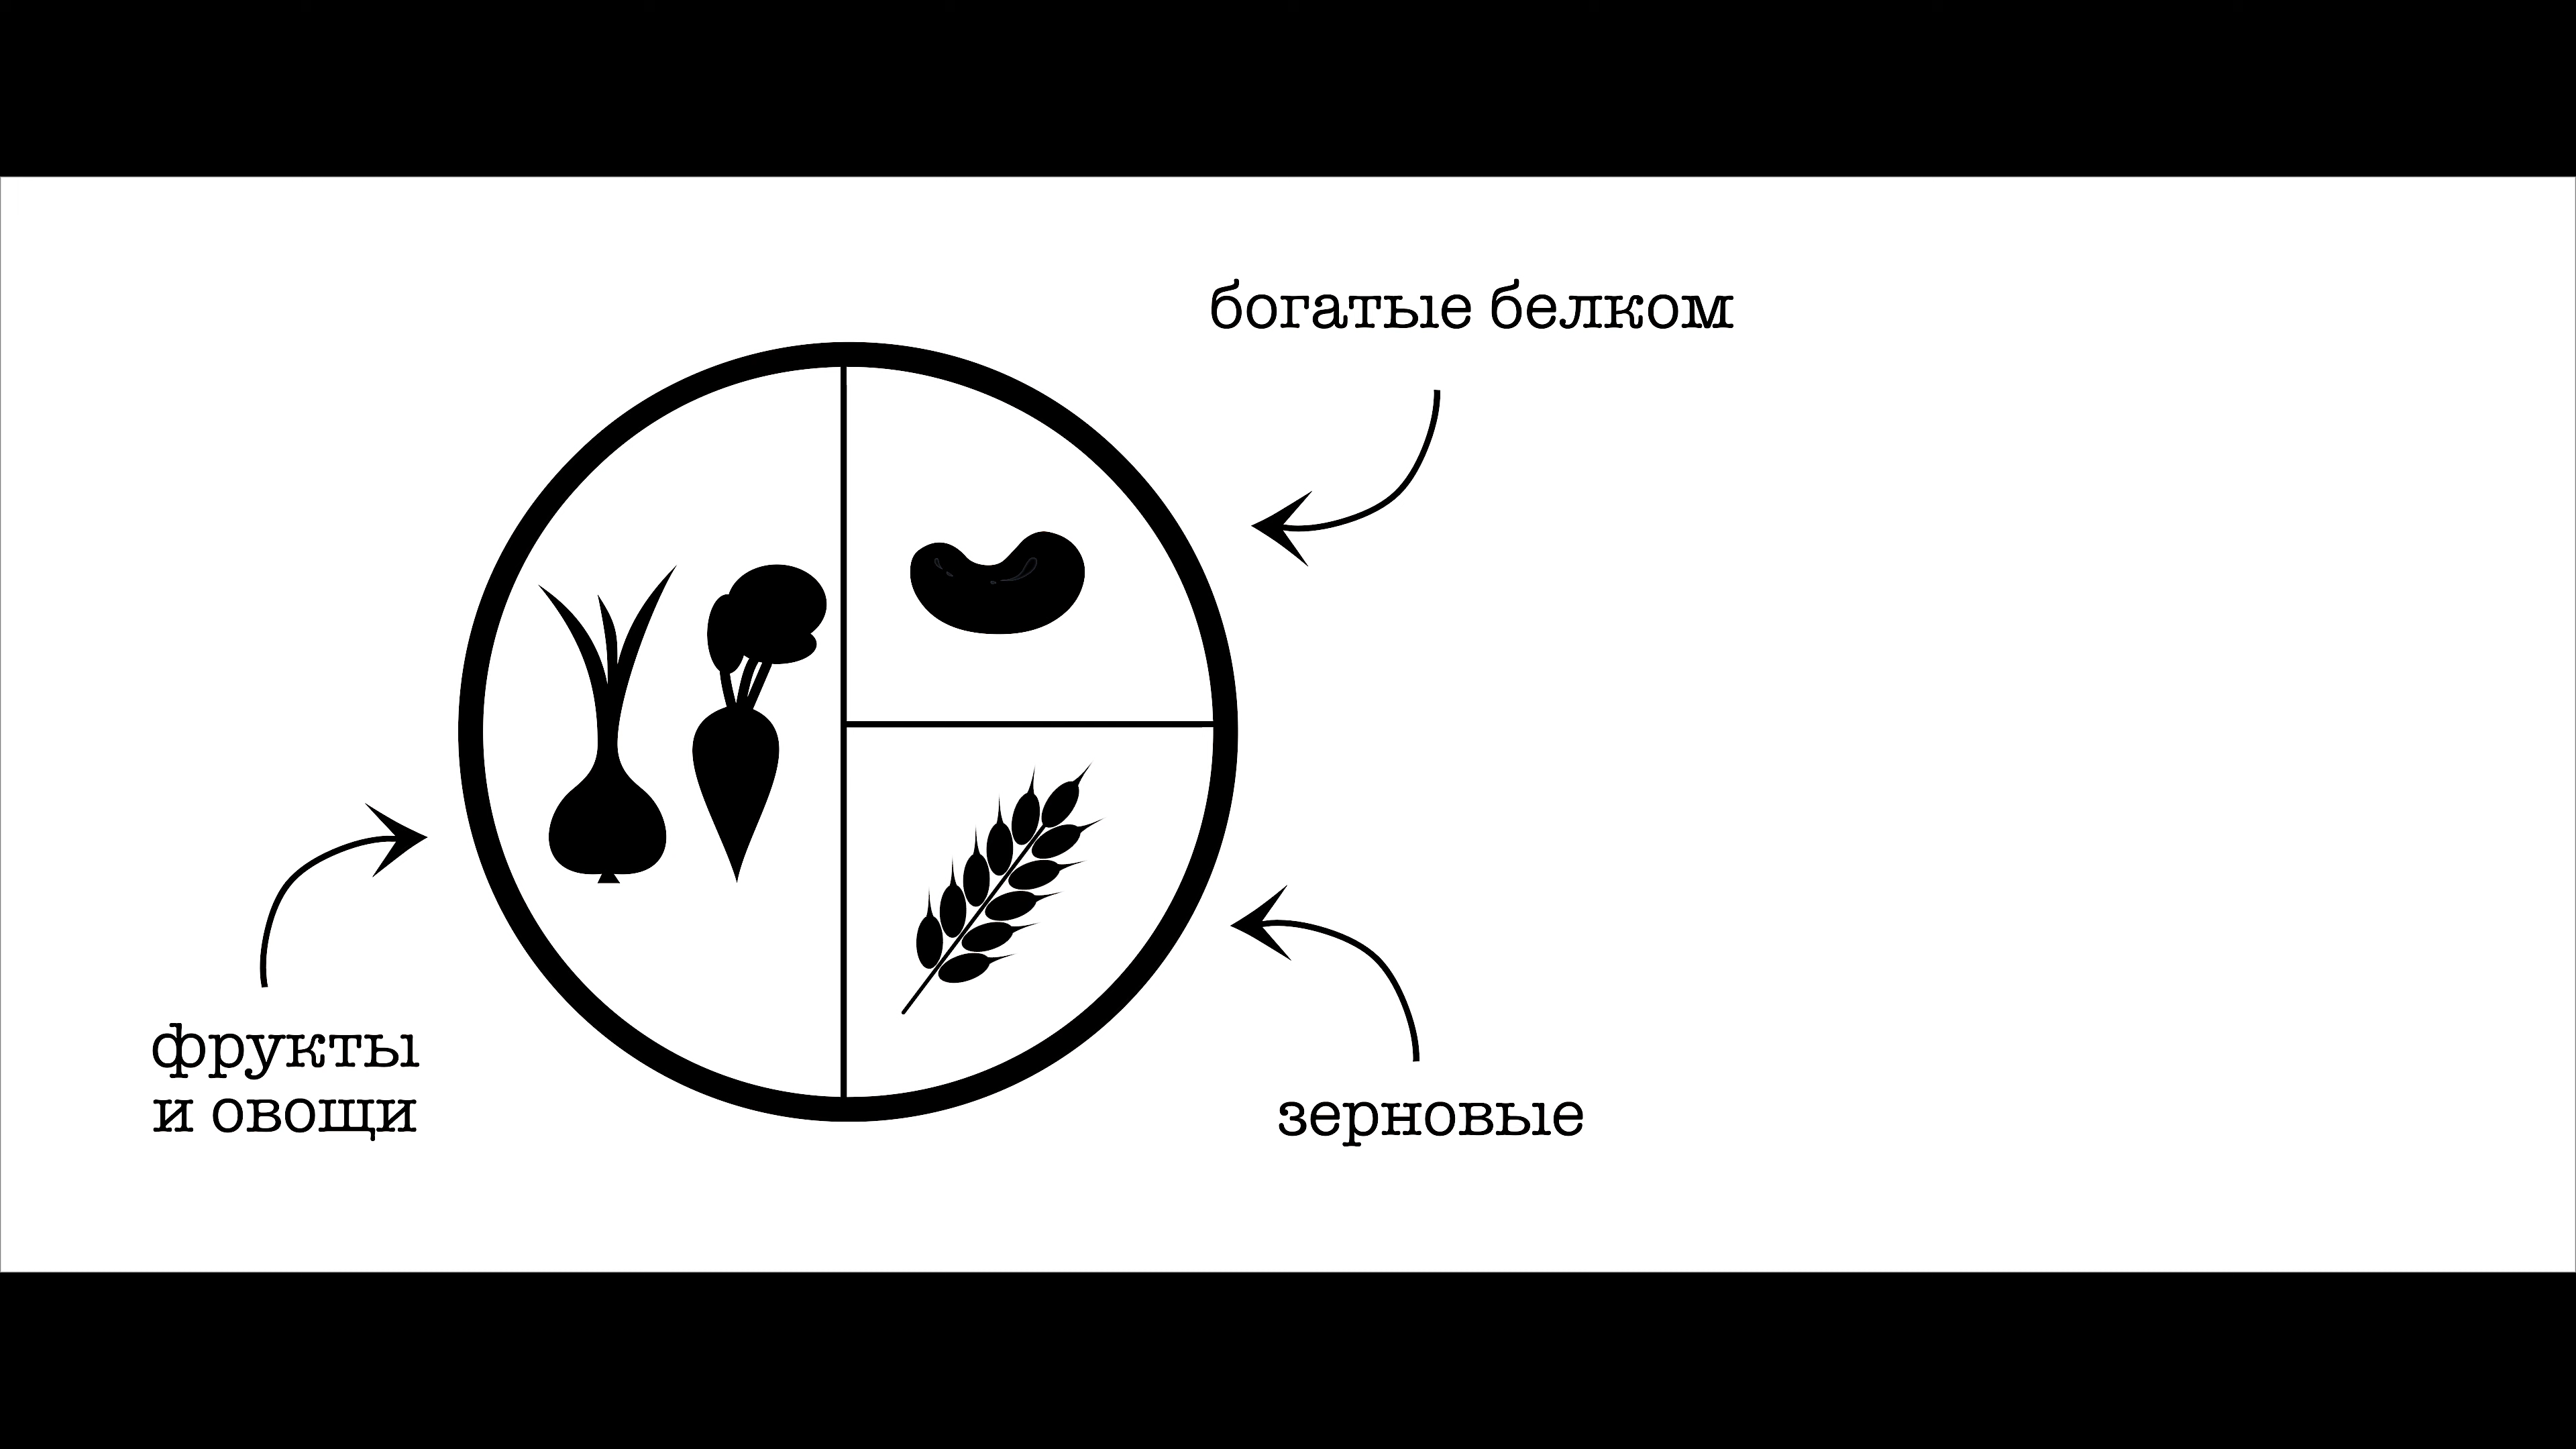 богатые белком
фрукты
и овощи
зерновые